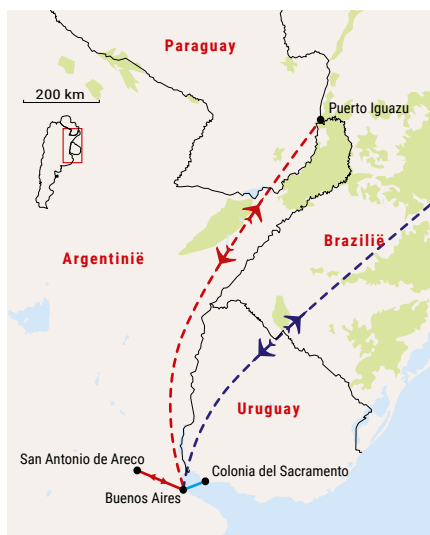 Paraguay
200 km
Puerto Iguazu
Brazilië
Argentinië
Uruguay
San Antonio de Areco
Colonia del Sacramento
Buenos Aires